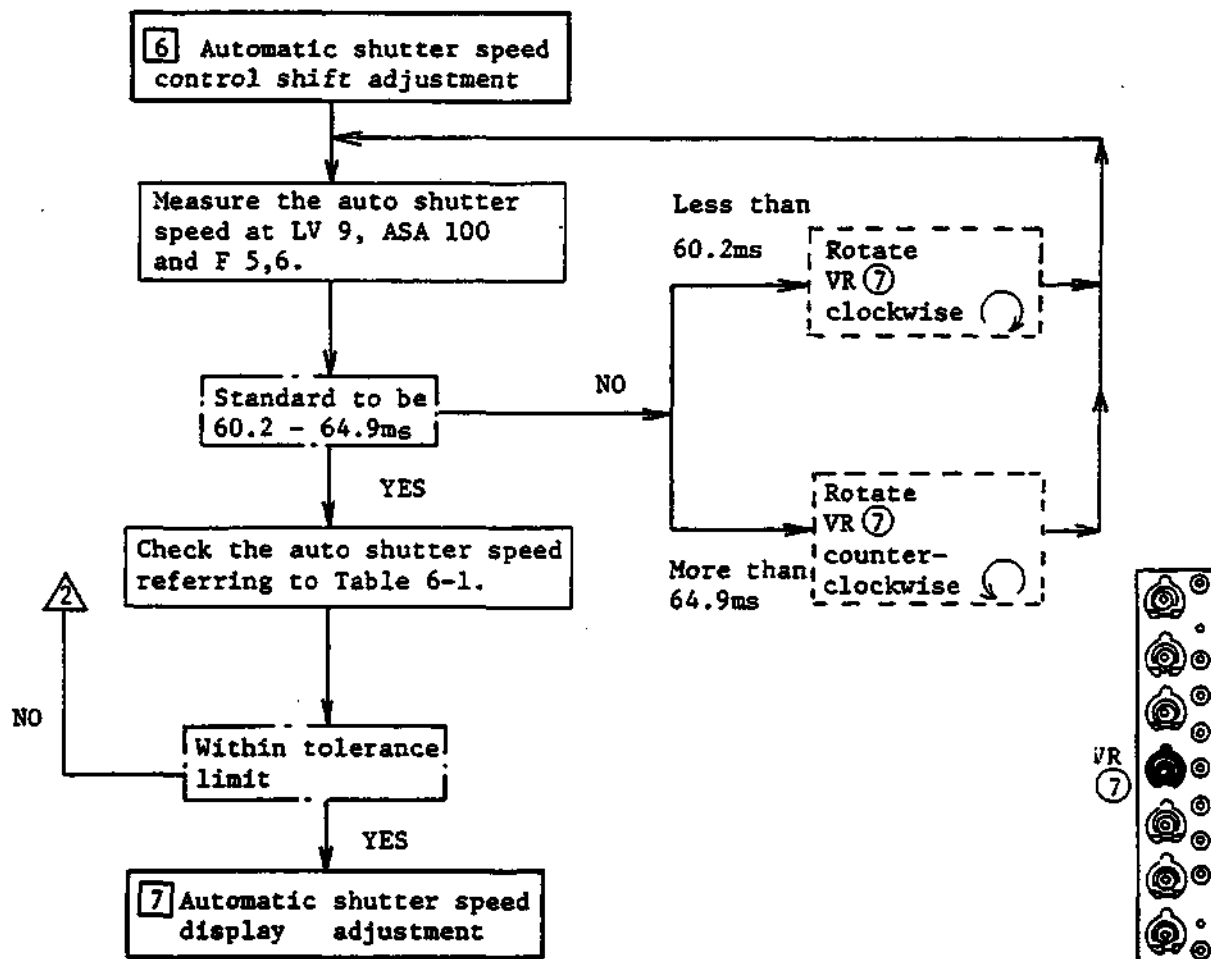 6 Automatic shutter speed
control shift adjustment
Measure the auto shutter
speed at LV 9, ASA 100
and F 5,6.
Less than
60.2ms
Rotate
VR 7
clockwise
Standard to be
60.2 - 64.9ms
NO
YES
Rotate
VR 7
counter-
clockwise
More than
64.9ms
Check the auto shutter speed
referring to Table 6-1.
2
NO
Within tolerance
limit
YES
VR
7
7 Automatic shutter speed
display adjustment